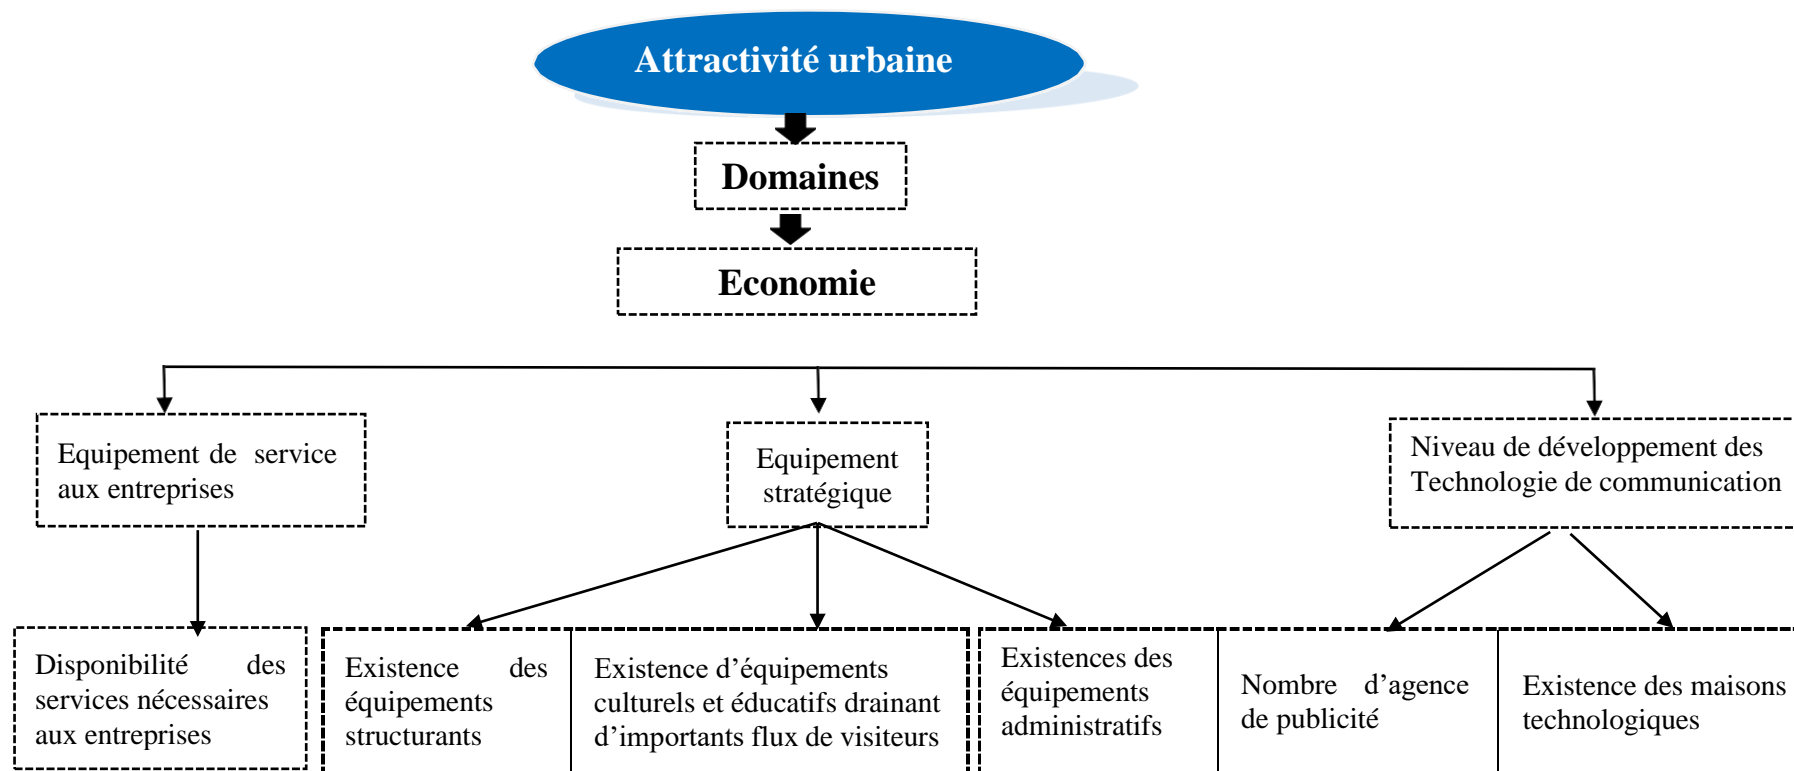 Attractivité urbaine
Domaines
Economie
Equipement de service
aux entreprises
Equipement
stratégique
Niveau de développement des
Technologie de communication
Disponibilité des
services nécessaires
aux entreprises
Existence des
équipements
structurants
Existence d’équipements
culturels et éducatifs drainant
d’importants flux de visiteurs
Existences des
équipements
administratifs
Nombre d’agence
de publicité
Existence des maisons
technologiques